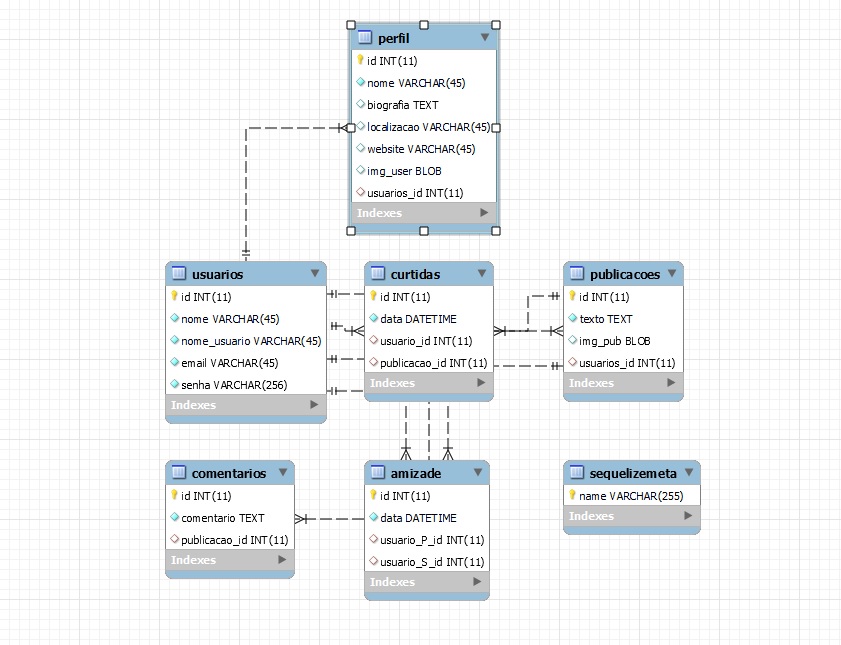 perfil
id INT(11)
nome VARCHAR(45)
biografia TEXT
localizacao VARCHAR(45)
website VARCHAR(45)
img_user BLOB
usuarios_id INT(11)
Indexes
usuarios
id INT(11)
nome VARCHAR(45)
nome_usuario VARCHAR(45)
email VARCHAR(45)
senha VARCHAR(256)
Indexes
curtidas
id INT(11)
data DATETIME
usuario_id INT(11)
publicacao_id INT(11)
Indexes
publicacoes
id INT(11)
texto TEXT
img_pub BLOB
usuarios_id INT(11)
Indexes
comentarios
id INT(11)
comentario TEXT
publicacao_id INT(11)
Indexes
amizade
id INT(11)
data DATETIME
usuario_P_id INT(11)
usuario_S_id INT(11)
Indexes
sequelizemeta
name VARCHAR(255)
Indexes